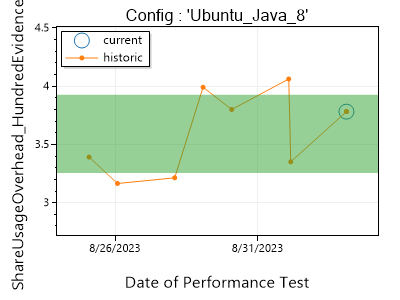 Config : 'Ubuntu_Java_8'
ShareUsageOverhead_HundredEvidence
4.5
4
3.5
3
current
historic
8/26/2023
8/31/2023
Date of Performance Test